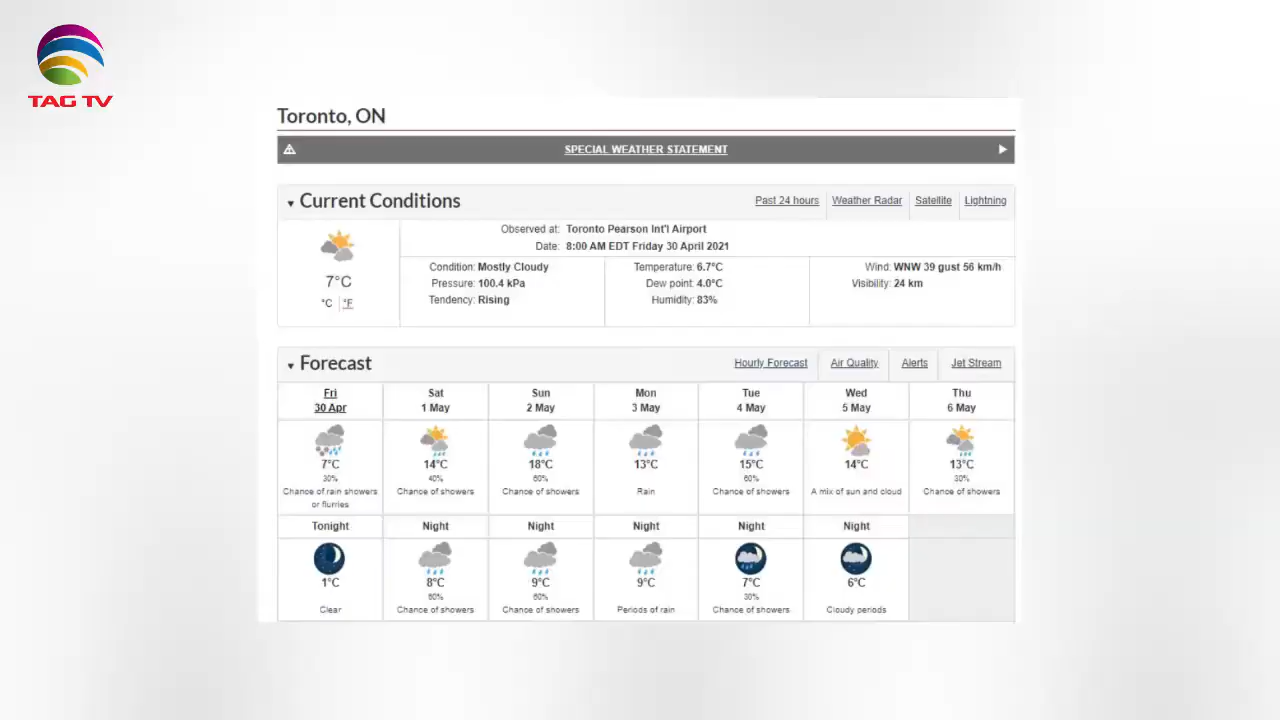 TAG TV
Toronto, ON
SPECIAL WEATHER STATEMENT
Current Conditions
Past 24 hours Weather Radar Satellite Lightning
Observed at: Toronto Pearson Int'l Airport
Date: 8:00 AM EDT Friday 30 April 2021
7°C
°C °F
Condition: Mostly Cloudy
Pressure: 100.4 kPa
Tendency: Rising
Temperature: 6.7°C
Dew point: 4.0°C
Humidity: 83%
Wind: WNW 39 gust 56 km/h
Visibility: 24 km
Forecast
Hourly Forecast Air Quality Alerts Jet Stream
Fri Sat Sun Mon Tue Wed Thu
30 Apr 1 May 2 May 3 May 4 May 5 May 6 May
7°C 14°C 18°C 13°C 15°C 14°C 13°C
30% 40% 60% 60% 30%
Chance of rain showers Chance of showers Chance of showers Rain Chance of showers A mix of sun and cloud Chance of showers
or flurries
Tonight Night Night Night Night Night
1°C 8°C 9°C 9°C 7°C 6°C
60% 60% 30%
Clear Chance of showers Chance of showers Periods of rain Chance of showers Cloudy periods